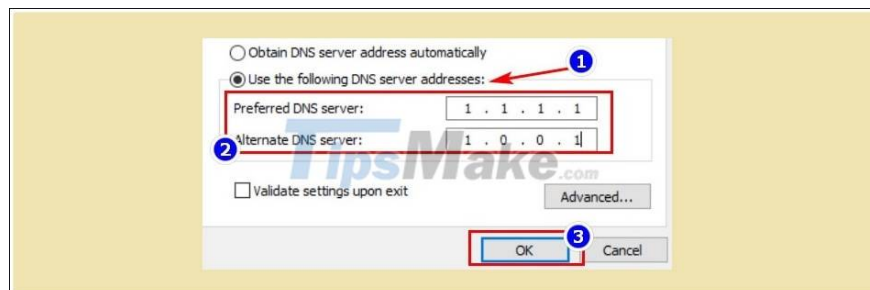 Obtain DNS server address automatically
1
Use the following DNS server addresses:
Preferred DNS server: 1 . 1 . 1 . 1
2
Alternate DNS server: 1 . 0 . 0 . 1
TipsMake.com
Validate settings upon exit
Advanced...
3
OK Cancel